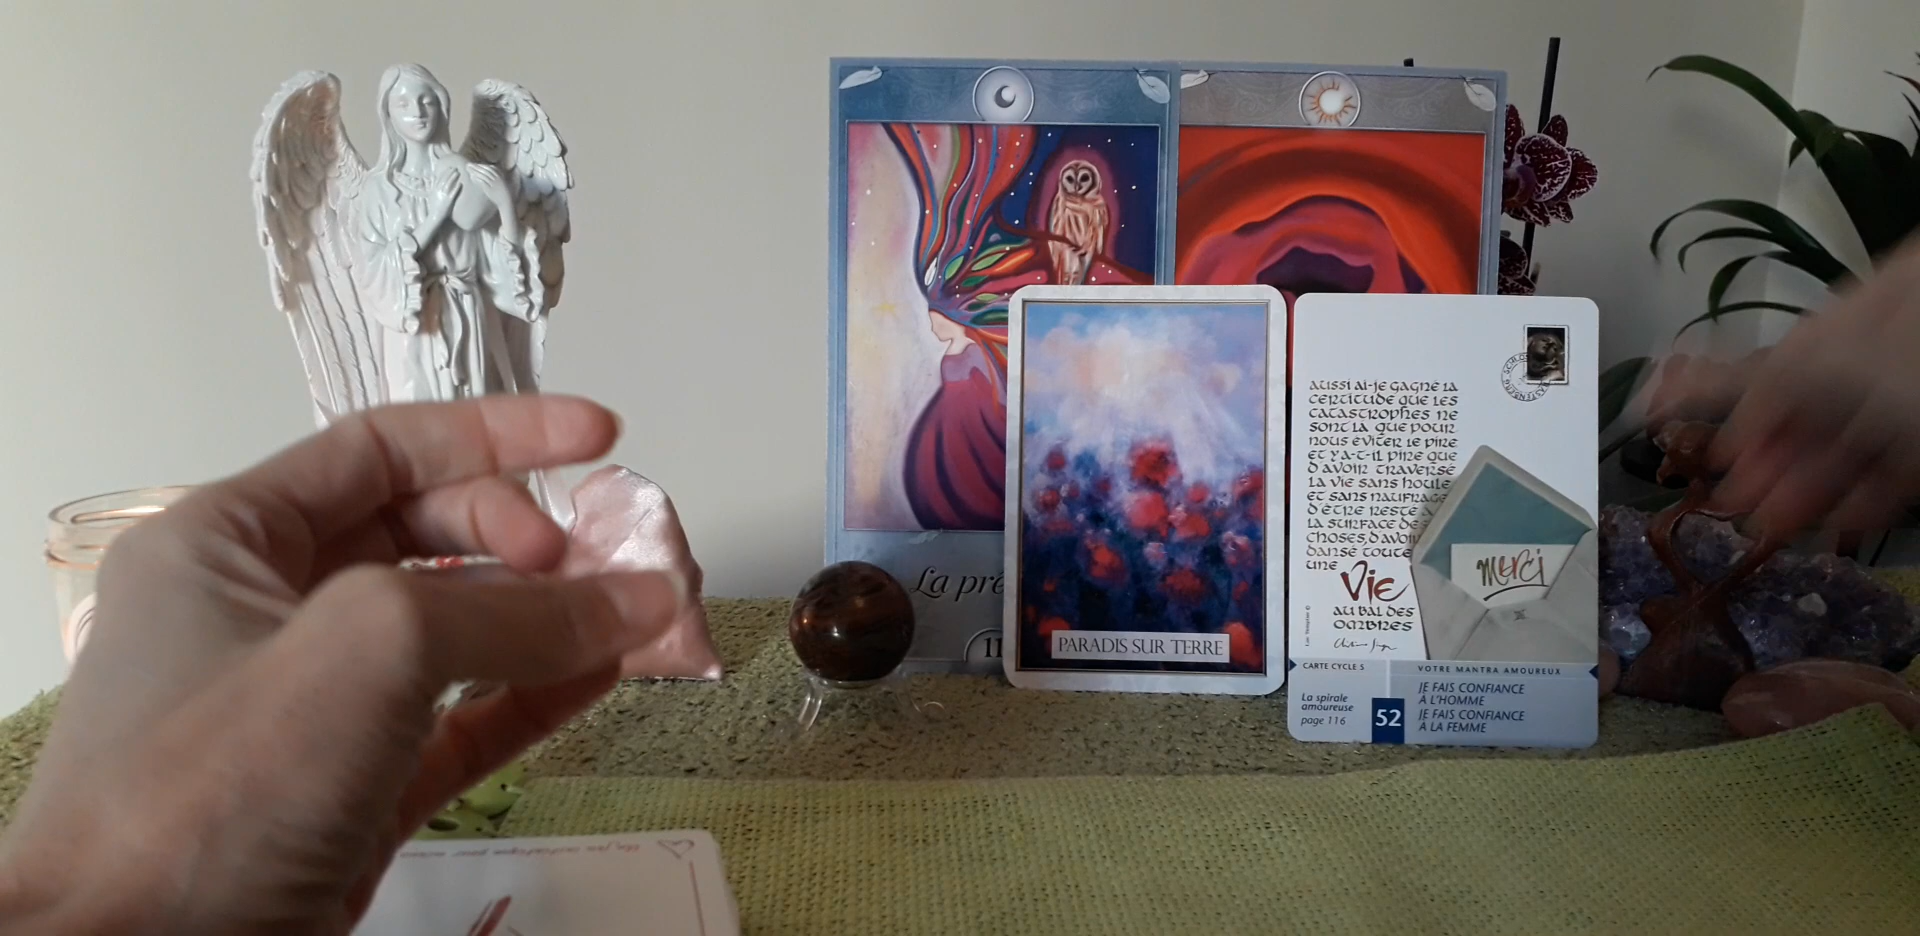 La pré
11
PARADIS SUR TERRE
AUSSI AI-JE GAGNÉ LA
CERTITUDE QUE LES
CATASTROPHES NE
SONT LÀ QUE POUR
NOUS ÉVITER LE PIRE
ET Y A-T-IL PIRE QUE
D'AVOIR TRAVERSÉ
LA VIE SANS HOULE
ET SANS NAUFRAGE
D'ÊTRE RESTÉ À
LA SURFACE DES
CHOSES, D'AVOIR
DANSÉ TOUTE
UNE Vie
AU BAL DES
OMBRES
merci
CARTE CYCLE 5
VOTRE MANTRA AMOUREUX
La spirale
amoureuse
page 116
52
JE FAIS CONFIANCE
À L'HOMME
JE FAIS CONFIANCE
À LA FEMME